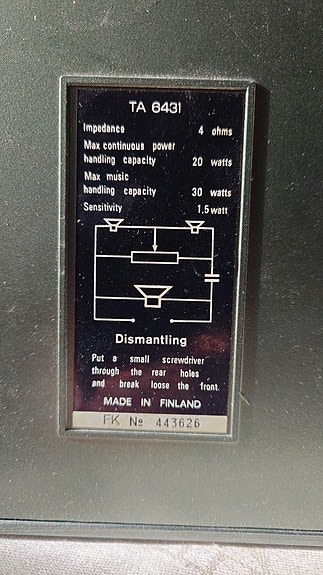 TA 6431
Impedance 4 ohms
Max continuous power
handling capacity 20 watts
Max music
handling capacity 30 watts
Sensitivity 1,5 watt
Dismantling
Put a small screwdriver
through the rear holes
and break loose the front.
MADE IN FINLAND
FK № 443626